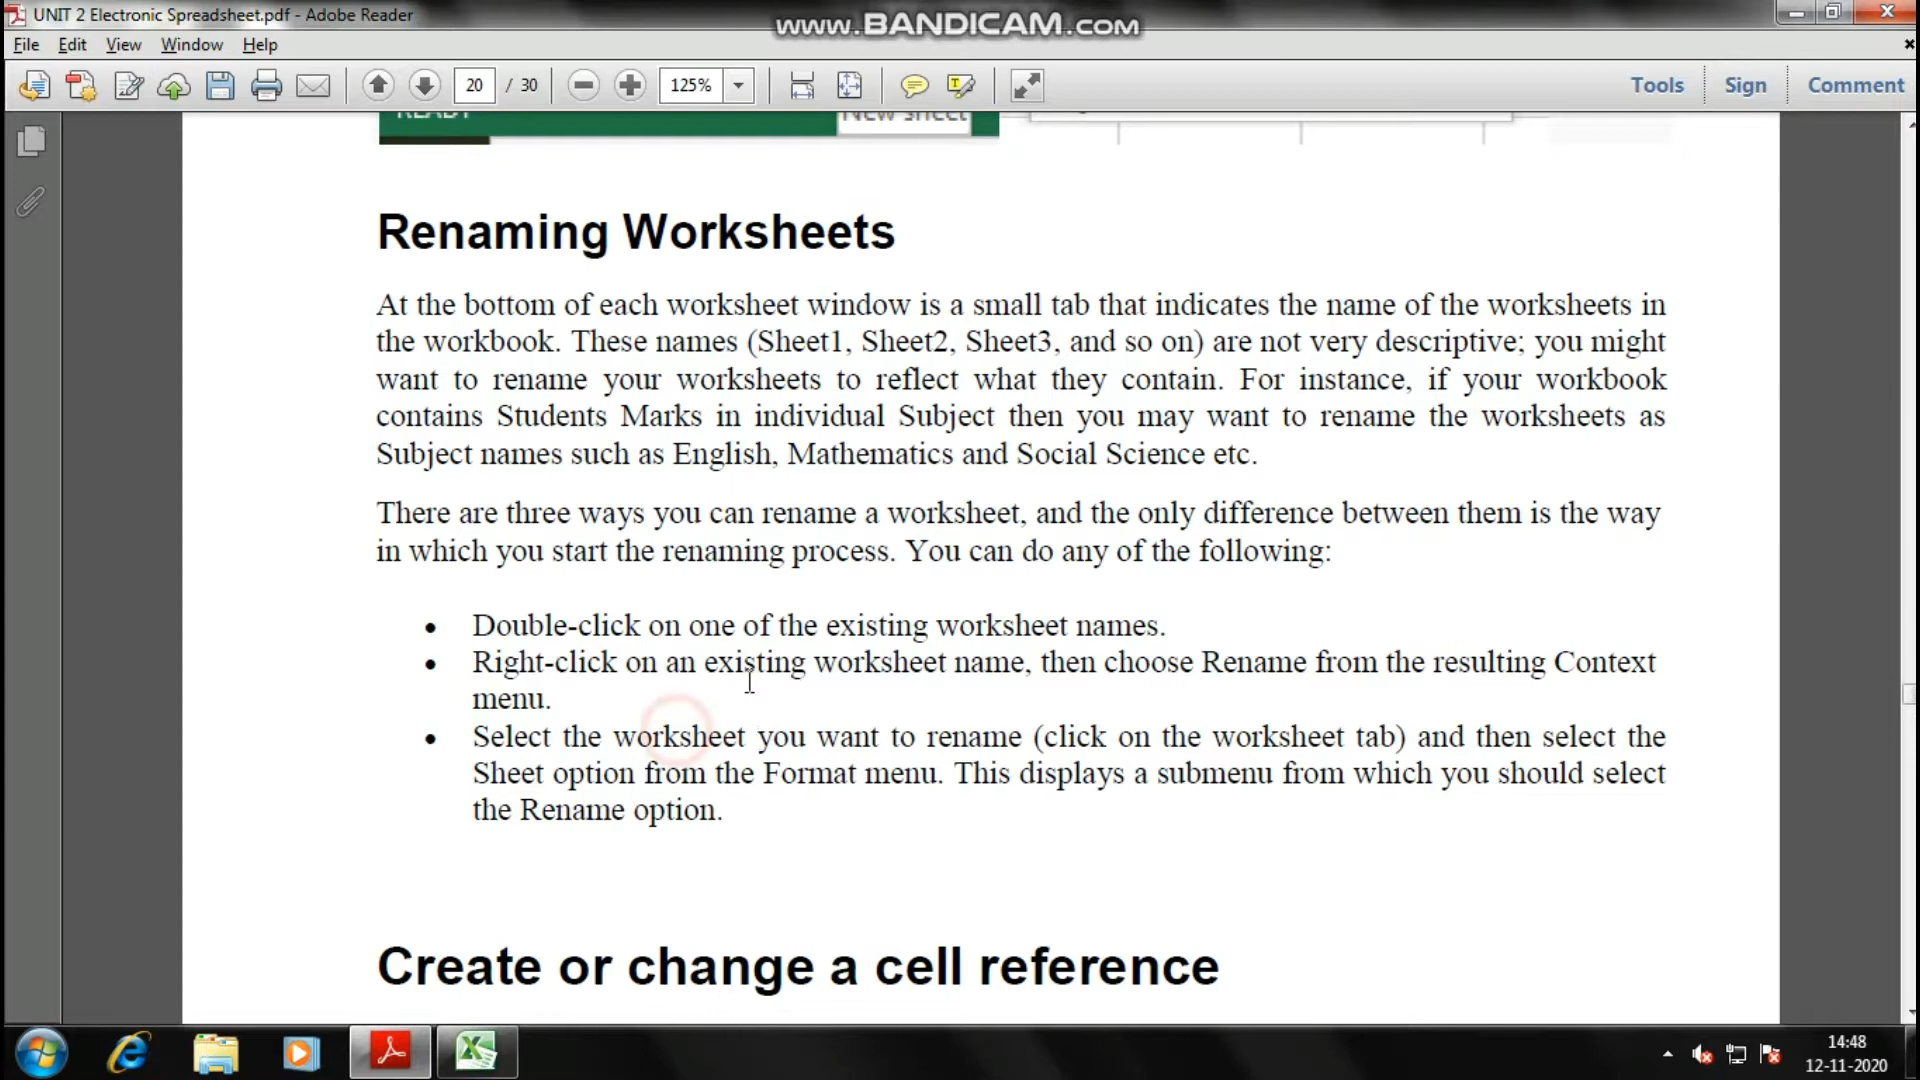 UNIT 2 Electronic Spreadsheet.pdf - Adobe Reader
www.BANDICAM.com
File Edit View Window Help
20 / 30 125% Tools Sign Comment
READY New sheet
Renaming Worksheets
At the bottom of each worksheet window is a small tab that indicates the name of the worksheets in
the workbook. These names (Sheet1, Sheet2, Sheet3, and so on) are not very descriptive; you might
want to rename your worksheets to reflect what they contain. For instance, if your workbook
contains Students Marks in individual Subject then you may want to rename the worksheets as
Subject names such as English, Mathematics and Social Science etc.
There are three ways you can rename a worksheet, and the only difference between them is the way
in which you start the renaming process. You can do any of the following:
• Double-click on one of the existing worksheet names.
• Right-click on an existing worksheet name, then choose Rename from the resulting Context
menu.
• Select the worksheet you want to rename (click on the worksheet tab) and then select the
Sheet option from the Format menu. This displays a submenu from which you should select
the Rename option.
Create or change a cell reference
14:48
12-11-2020